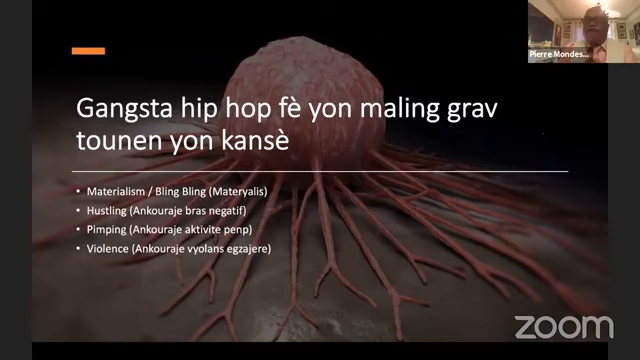 Pierre Mondes...
Gangsta hip hop fè yon maling grav
tounen yon kansè
• Materialism / Bling Bling (Materyalis)
• Hustling (Ankouraje bras negatif)
• Pimping (Ankouraje aktivite penp)
• Violence (Ankouraje vyolans egzajere)
zoom